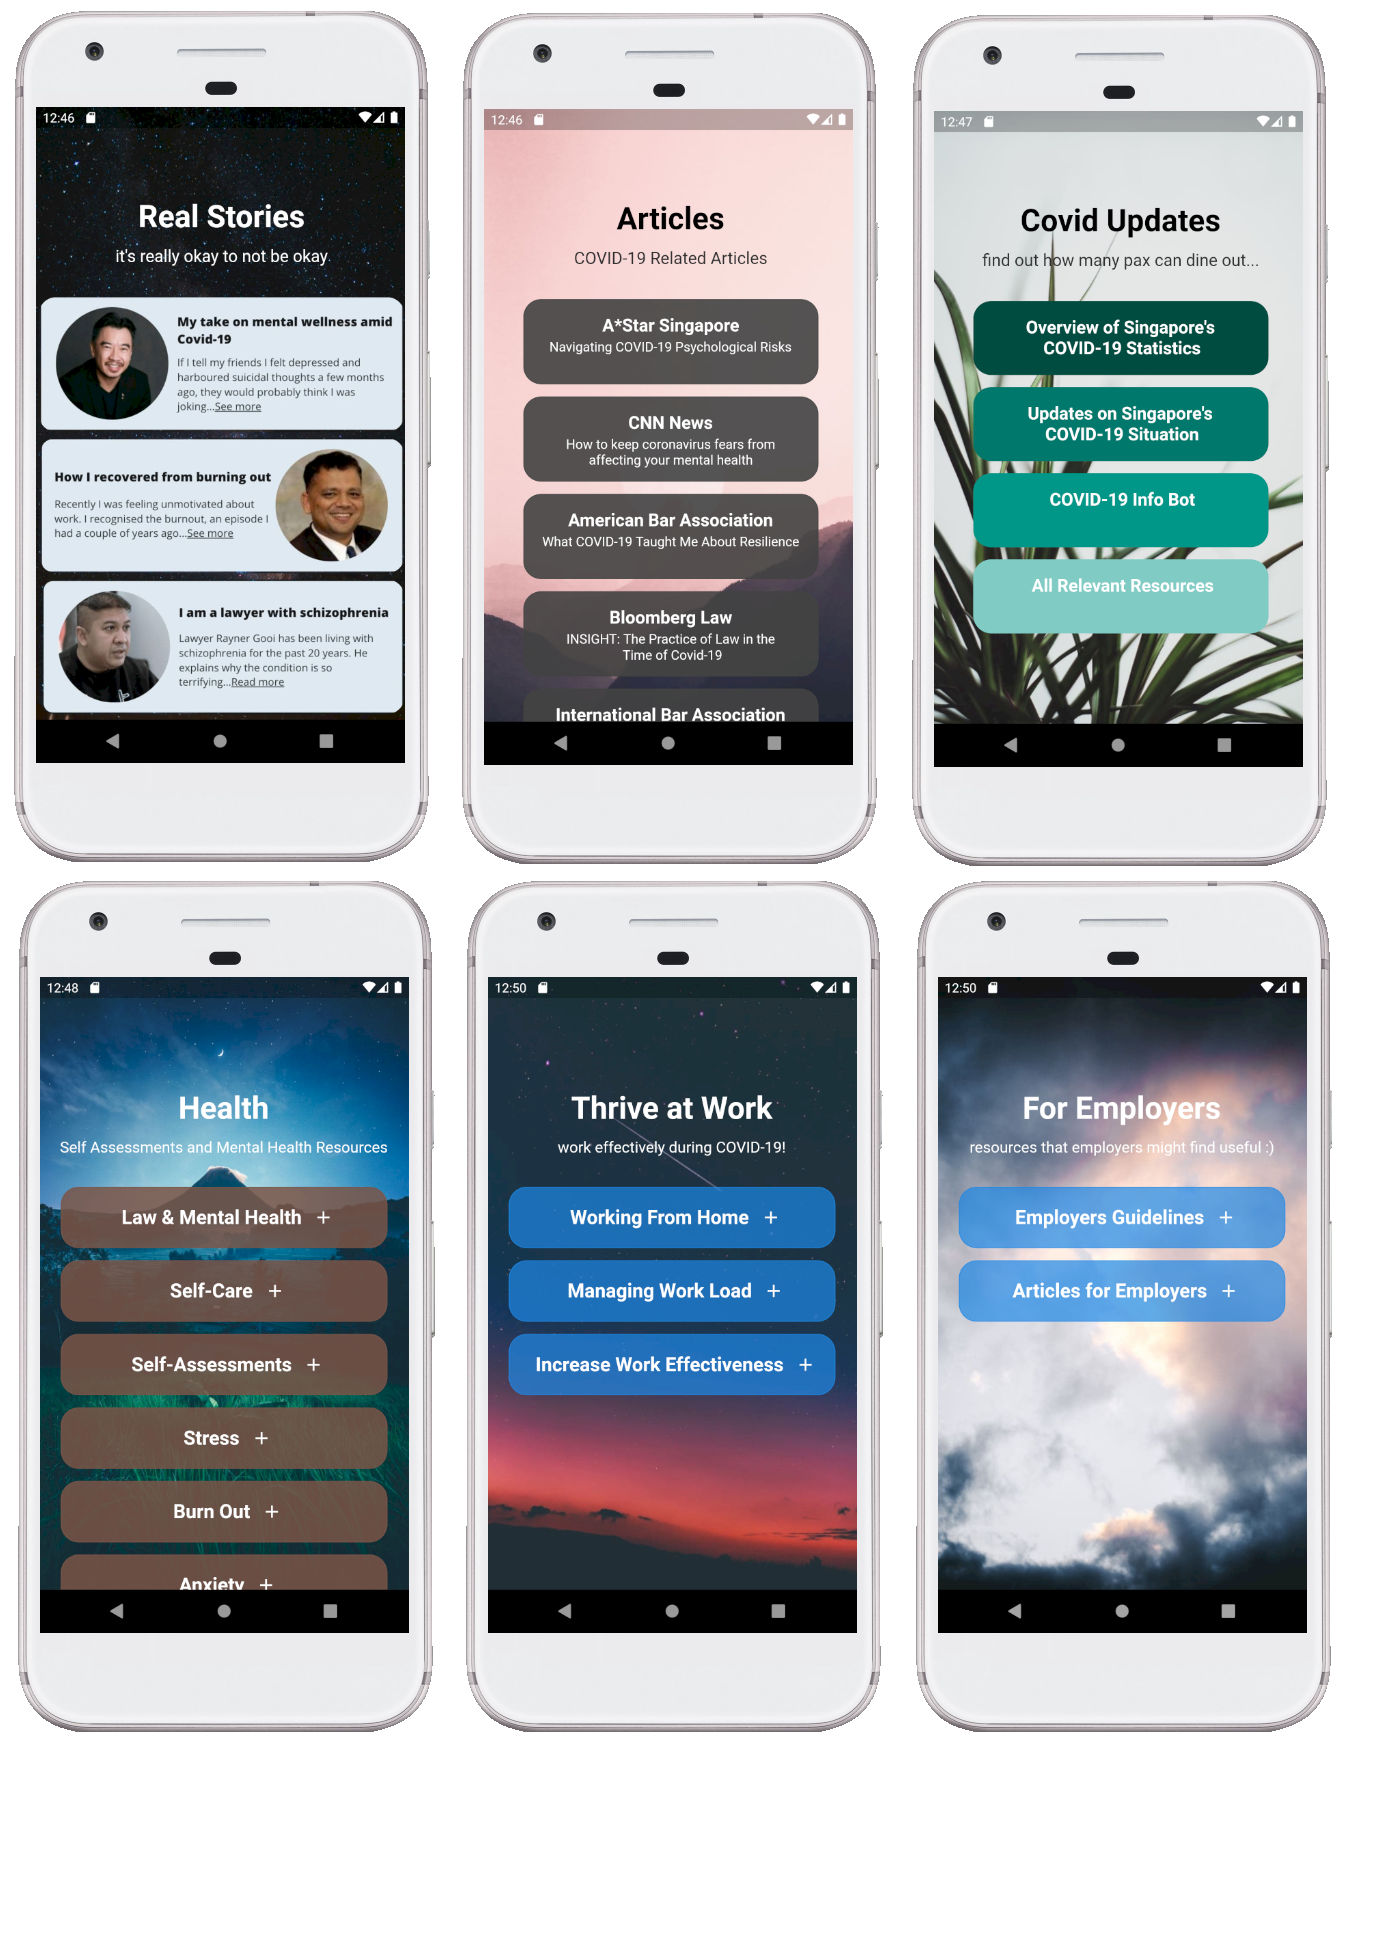 12:46
Real Stories
it's really okay to not be okay
My take on mental wellness amid
Covid-19
If I tell my friends I felt depressed and
harboured suicidal thoughts a few months
ago, they would probably think I was
joking...See more
How I recovered from burning out
Recently I was feeling unmotivated about
work. I recognised the burnout, an episode I
had a couple of years ago...See more
I am a lawyer with schizophrenia
Lawyer Rayner Gooi has been living with
schizophrenia for the past 20 years. He
explains why the condition is so
terrifying...Read more
12:46
Articles
COVID-19 Related Articles
A*Star Singapore
Navigating COVID-19 Psychological Risks
CNN News
How to keep coronavirus fears from
affecting your mental health
American Bar Association
What COVID-19 Taught Me About Resilience
Bloomberg Law
INSIGHT: The Practice of Law in the
Time of Covid-19
International Bar Association
12:47
Covid Updates
find out how many pax can dine out...
Overview of Singapore's
COVID-19 Statistics
Updates on Singapore's
COVID-19 Situation
COVID-19 Info Bot
All Relevant Resources
12:48
Health
Self Assessments and Mental Health Resources
Law & Mental Health +
Self-Care +
Self-Assessments +
Stress +
Burn Out +
Anxiety +
12:50
Thrive at Work
work effectively during COVID-19!
Working From Home +
Managing Work Load +
Increase Work Effectiveness +
12:50
For Employers
resources that employers might find useful :)
Employers Guidelines +
Articles for Employers +